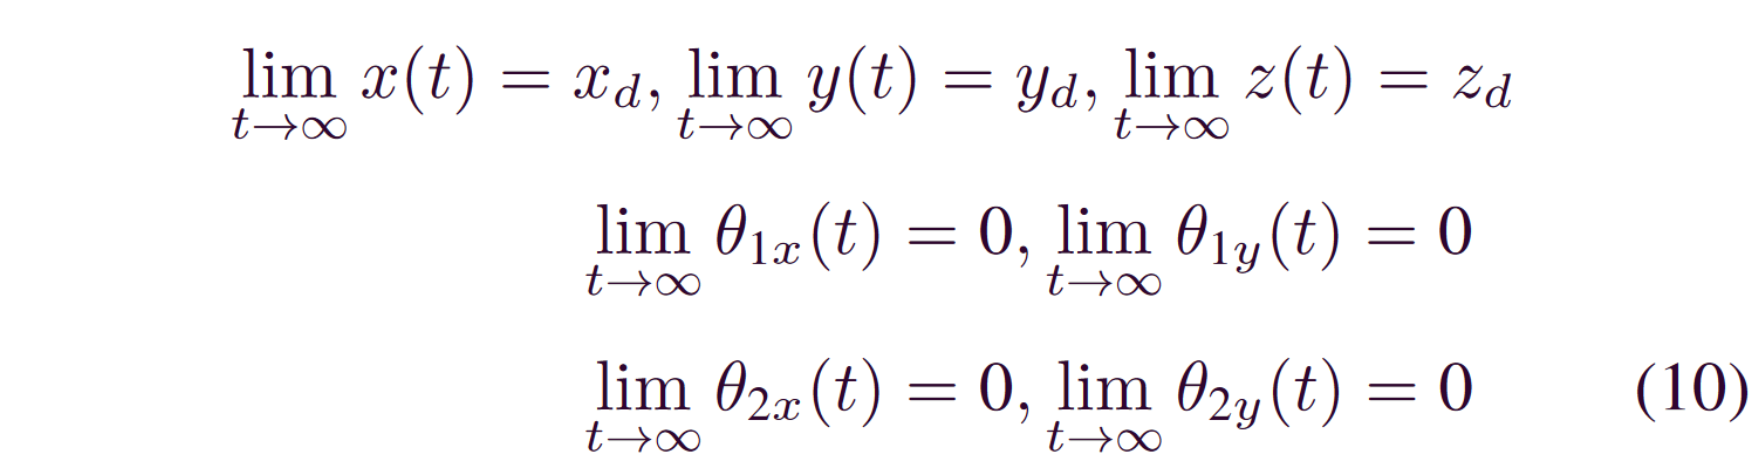 lim_{t→∞} x(t) = x_d, lim_{t→∞} y(t) = y_d, lim_{t→∞} z(t) = z_d
lim_{t→∞} θ_{1x}(t) = 0, lim_{t→∞} θ_{1y}(t) = 0
lim_{t→∞} θ_{2x}(t) = 0, lim_{t→∞} θ_{2y}(t) = 0 (10)